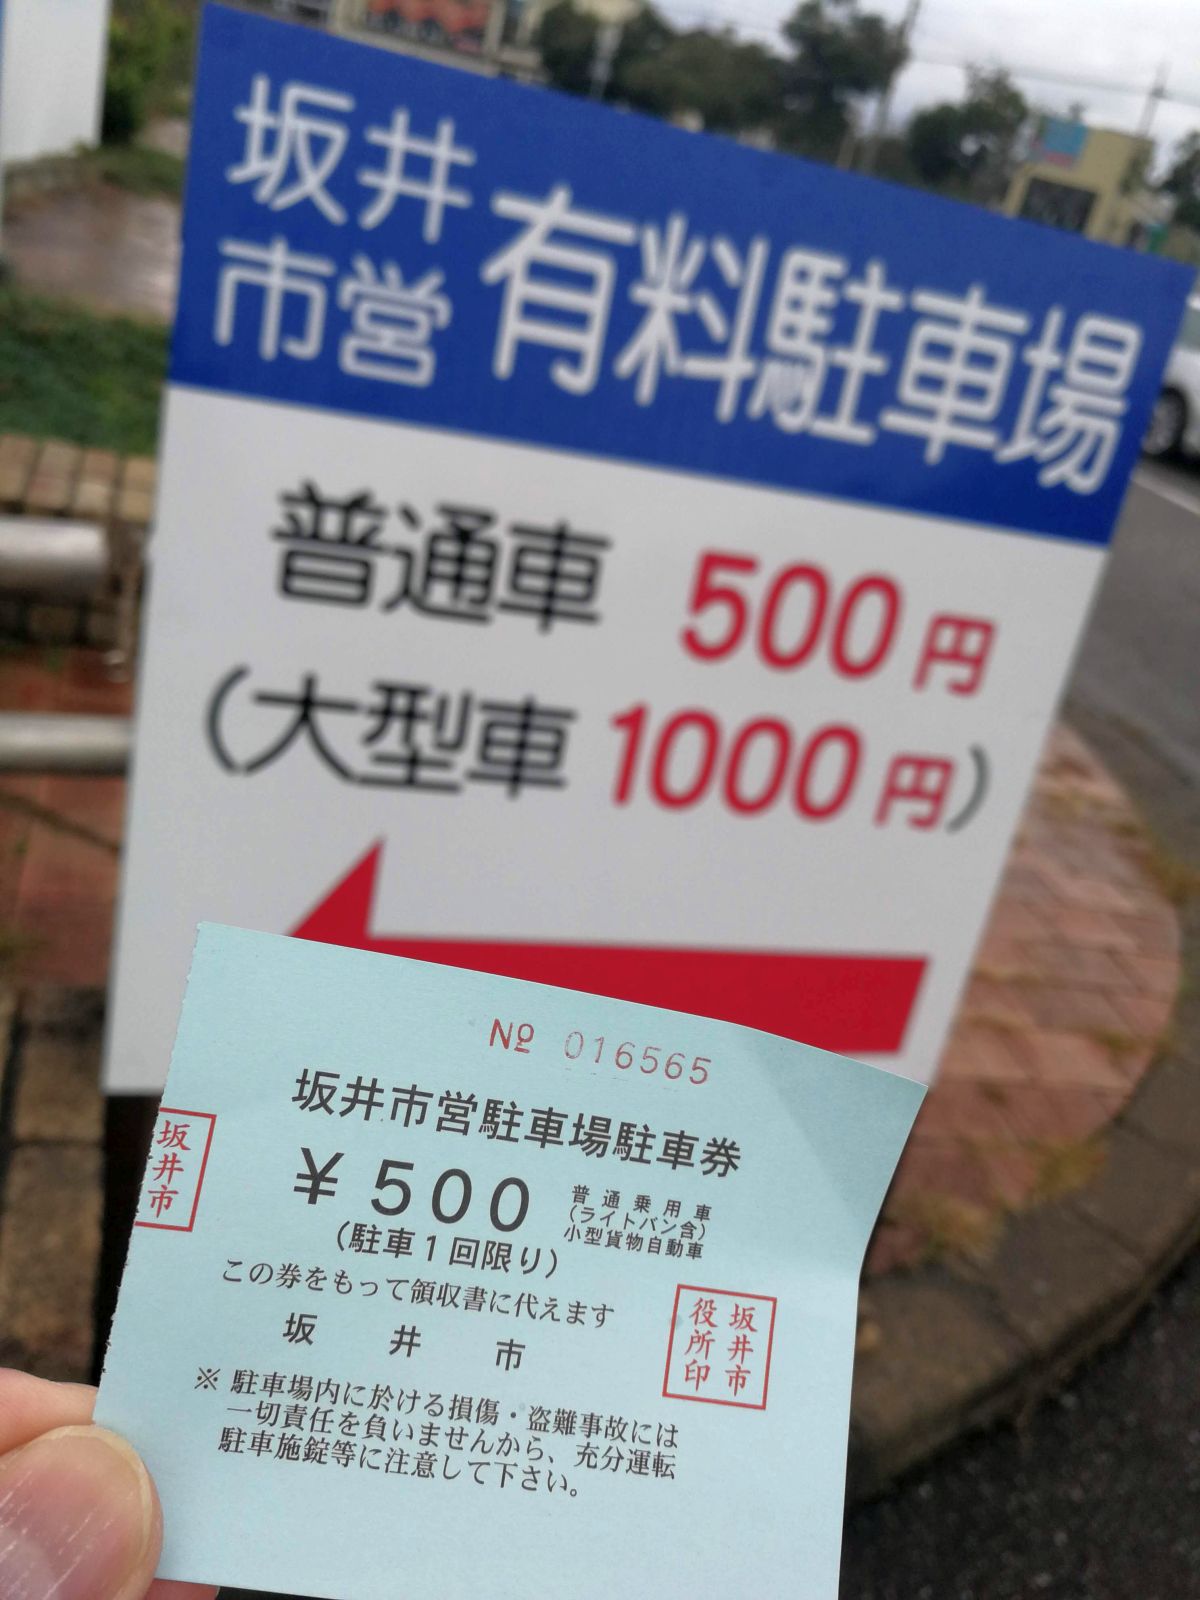 坂井
市営
有料駐車場
普通車 500円
(大型車 1000円)
№ 016565
坂井市営駐車場駐車券
¥500
普通乗用車
(ライトバン含)
小型貨物自動車
(駐車1回限り)
この券をもって領収書に代えます
坂井市
※ 駐車場内に於ける損傷・盗難事故には
一切責任を負いませんから、充分運転
駐車施錠等に注意して下さい。
坂井市
坂井市
役所印